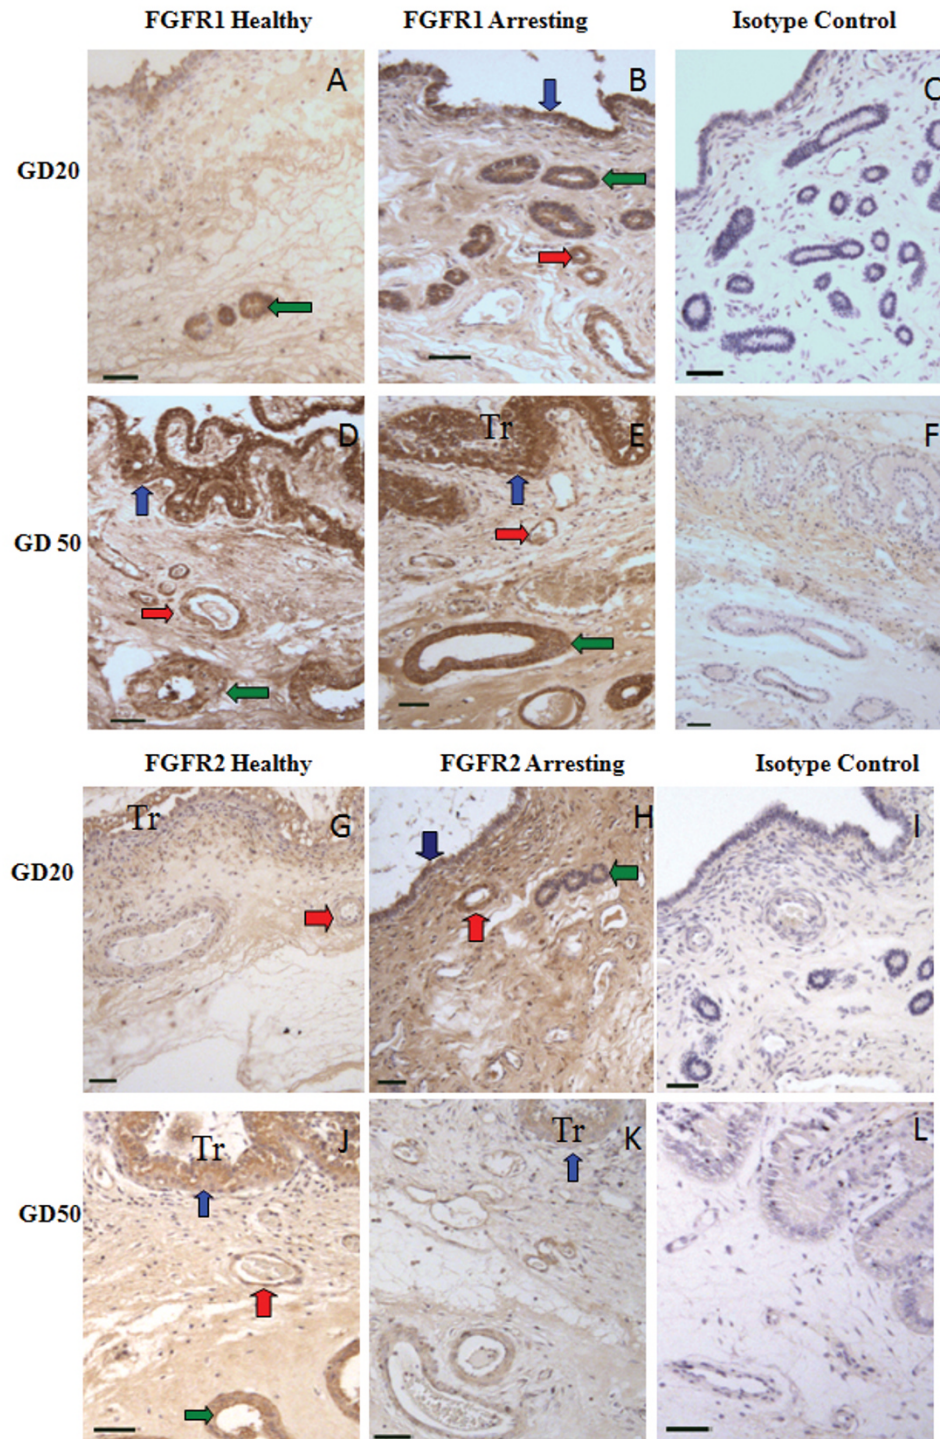 FGFR1 Healthy FGFR1 Arresting Isotype Control
A B C
GD20
D Tr E F
GD 50
FGFR2 Healthy FGFR2 Arresting Isotype Control
Tr G H I
GD20
Tr J Tr K L
GD50